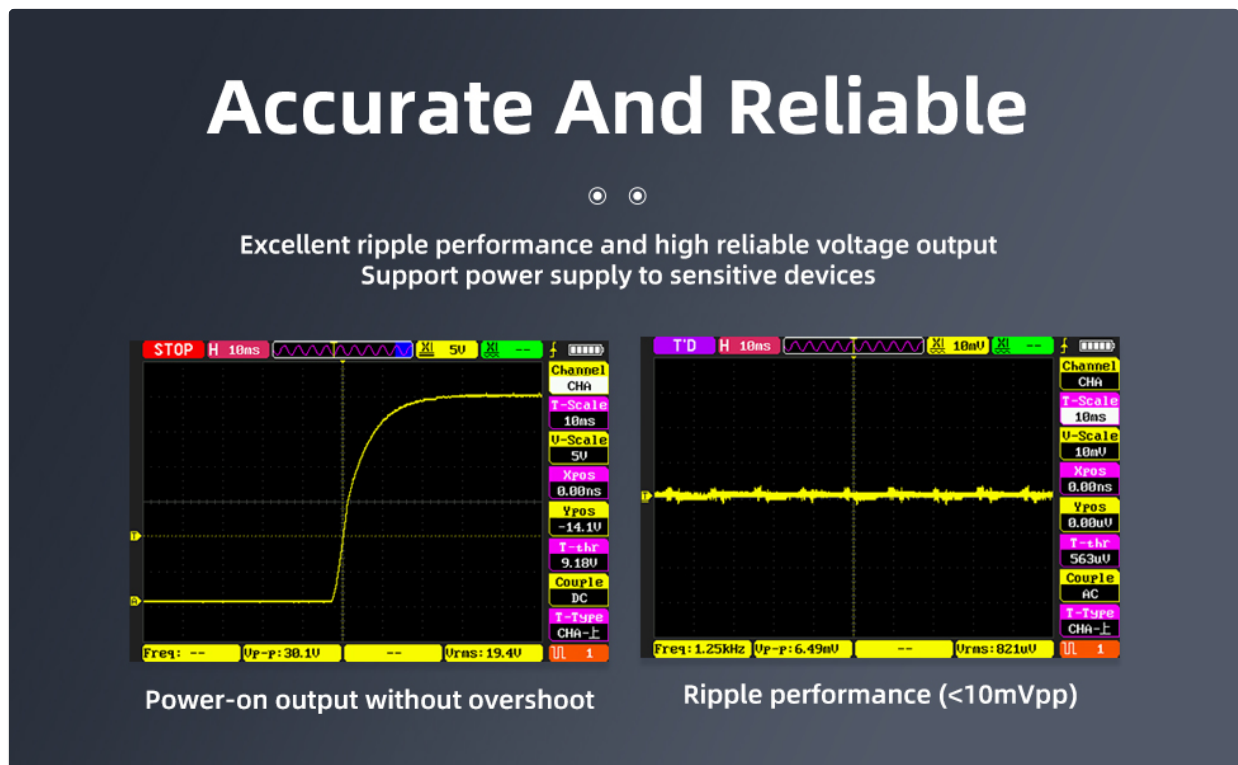 Accurate And Reliable
Excellent ripple performance and high reliable voltage output
Support power supply to sensitive devices
STOP H 10ms X1 5V X1 --
Channel
CHA
T-Scale
10ms
V-Scale
5V
Xpos
0.00ns
Ypos
-14.1V
T-thr
9.18V
Couple
DC
T-Type
CHA-上
Freq: -- Vp-p:30.1V -- Vrms:19.4V 1
T'D H 10ms X1 10mV X1 --
Channel
CHA
T-Scale
10ms
V-Scale
10mV
Xpos
0.00ns
Ypos
0.00uV
T-thr
563uV
Couple
AC
T-Type
CHA-上
Freq:1.25kHz Vp-p:6.49mV -- Vrms:821uV 1
Power-on output without overshoot
Ripple performance (<10mVpp)